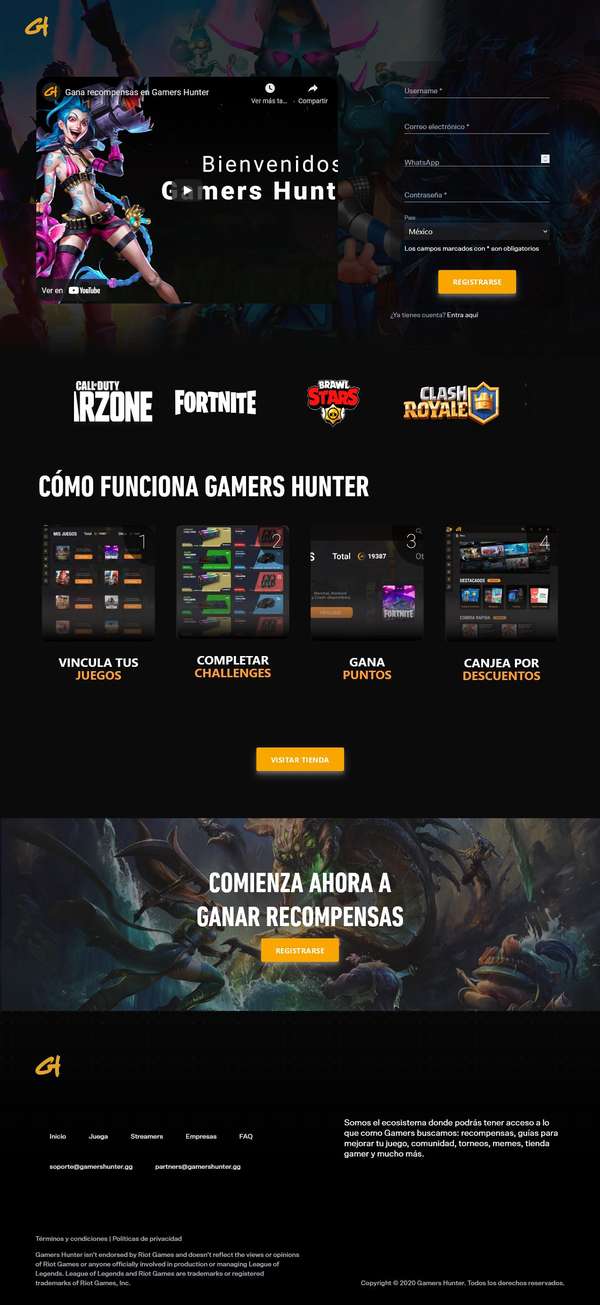 GH
Gana recompensas en Gamers Hunter
Ver más ta...
Compartir
Bienvenidos
Gamers Hunt
Ver en YouTube
Username *
Correo electrónico *
WhatsApp
Contraseña *
Pais
México
Los campos marcados con * son obligatorios
REGISTRARSE
¿Ya tienes cuenta? Entra aquí
CALL OF DUTY
RZONE
FORTNITE
BRAWL
STARS
CLASH
ROYALE
CÓMO FUNCIONA GAMERS HUNTER
MIS JUEGOS
Total
19387
1
2
S Total 19387 Ot
3
FORTNITE
4
DESTACADOS
VINCULA TUS
JUEGOS
COMPLETAR
CHALLENGES
GANA
PUNTOS
CANJEA POR
DESCUENTOS
VISITAR TIENDA
COMIENZA AHORA A
GANAR RECOMPENSAS
REGISTRARSE
GH
Inicio
Juega
Streamers
Empresas
FAQ
soporte@gamershunter.gg
partners@gamershunter.gg
Somos el ecosistema donde podrás tener acceso a lo
que como Gamers buscamos: recompensas, guías para
mejorar tu juego, comunidad, torneos, memes, tienda
gamer y mucho más.
Términos y condiciones | Políticas de privacidad
Gamers Hunter isn't endorsed by Riot Games and doesn't reflect the views or opinions
of Riot Games or anyone officially involved in production or managing League of
Legends. League of Legends and Riot Games are trademarks or registered
trademarks of Riot Games, Inc.
Copyright © 2020 Gamers Hunter. Todos los derechos reservados.